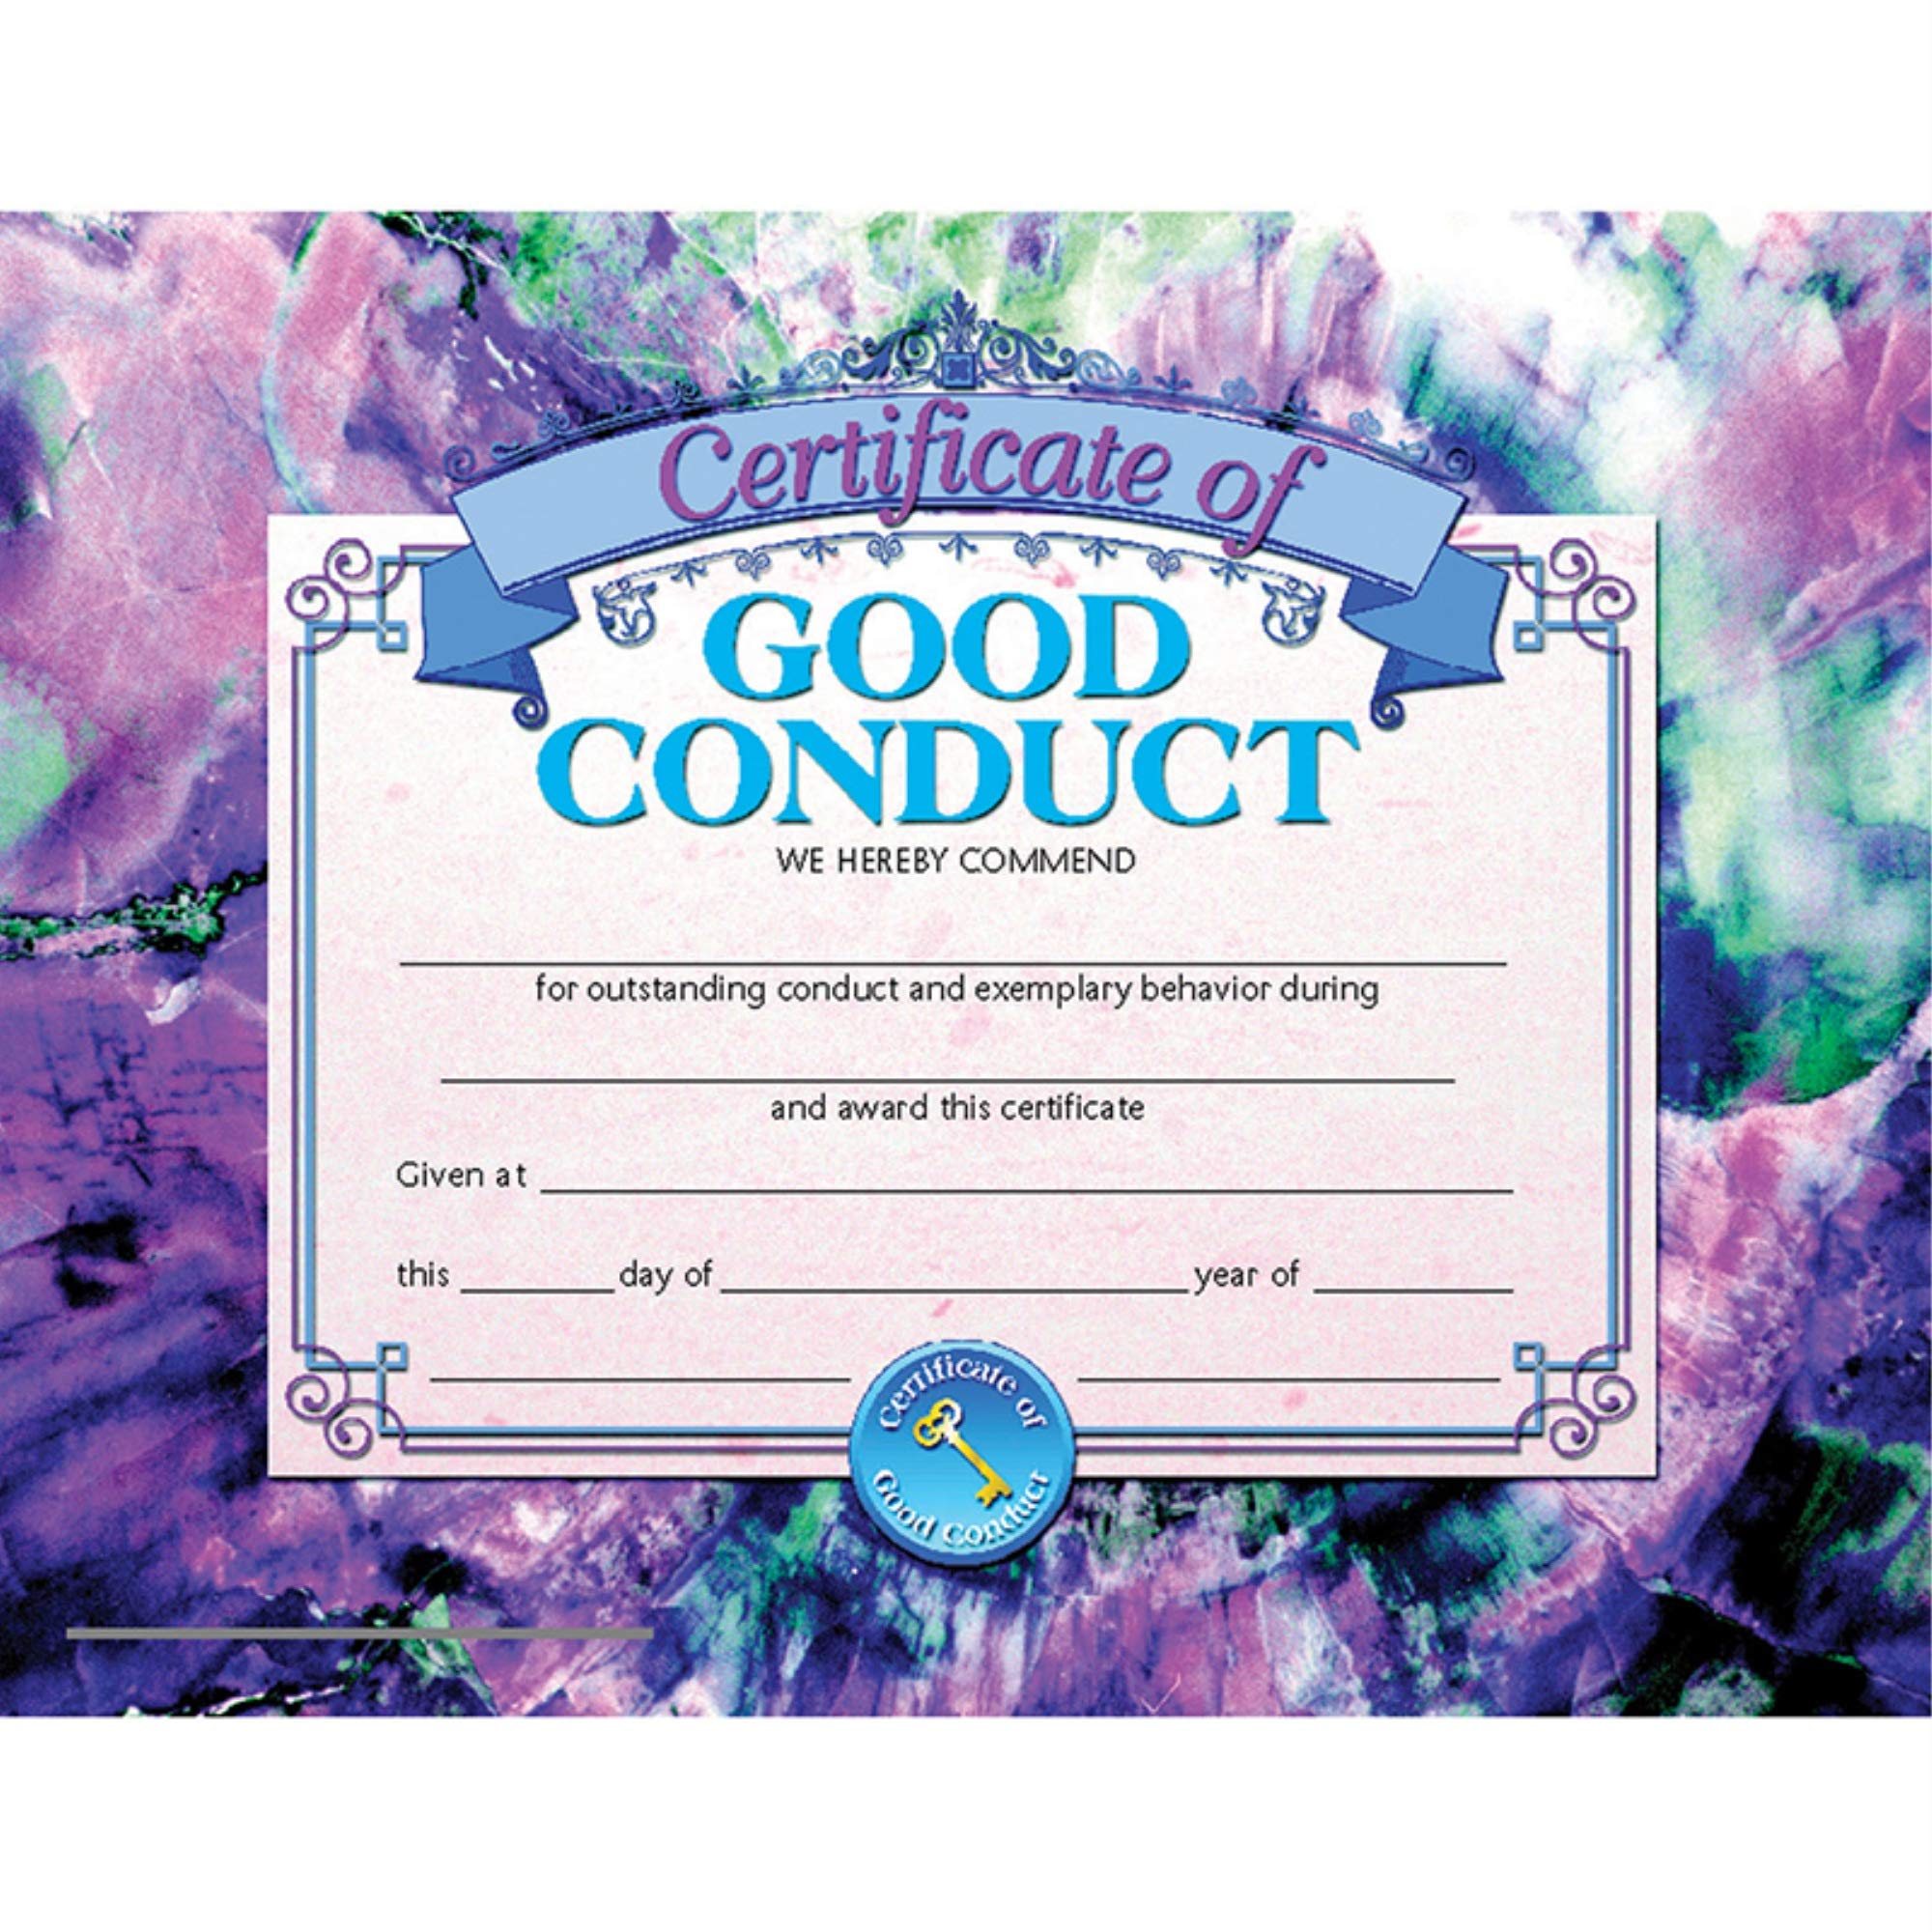 Certificate of
GOOD
CONDUCT
WE HEREBY COMMEND
for outstanding conduct and exemplary behavior during
and award this certificate
Given at
this day of year of
Certificate of
Good Conduct